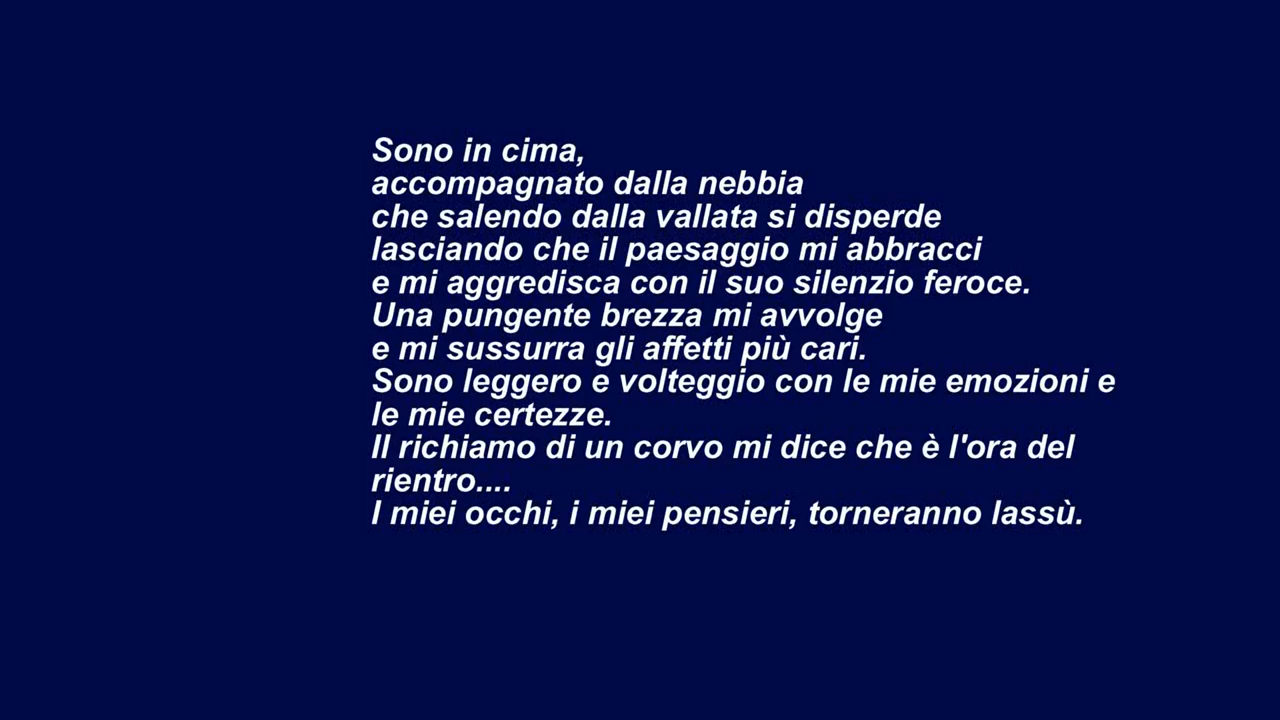 Sono in cima,
accompagnato dalla nebbia
che salendo dalla vallata si disperde
lasciando che il paesaggio mi abbracci
e mi aggredisca con il suo silenzio feroce.
Una pungente brezza mi avvolge
e mi sussurra gli affetti più cari.
Sono leggero e volteggio con le mie emozioni e
le mie certezze.
Il richiamo di un corvo mi dice che è l'ora del
rientro....
I miei occhi, i miei pensieri, torneranno lassù.